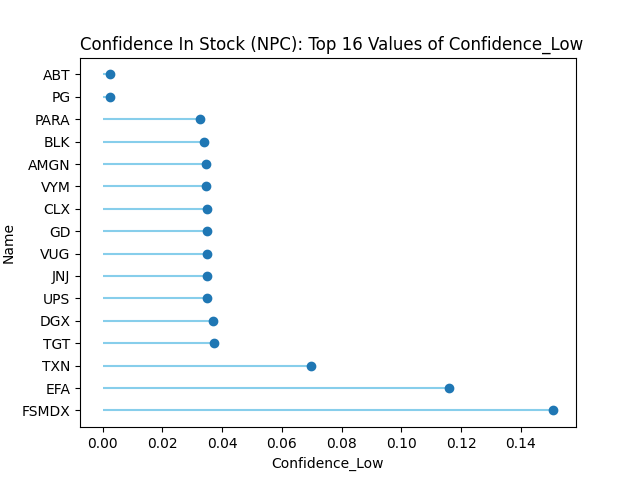 Confidence In Stock (NPC): Top 16 Values of Confidence_Low
ABT
PG
PARA
BLK
AMGN
VYM
CLX
GD
VUG
JNJ
UPS
DGX
TGT
TXN
EFA
FSMDX
Name
0.00 0.02 0.04 0.06 0.08 0.10 0.12 0.14
Confidence_Low